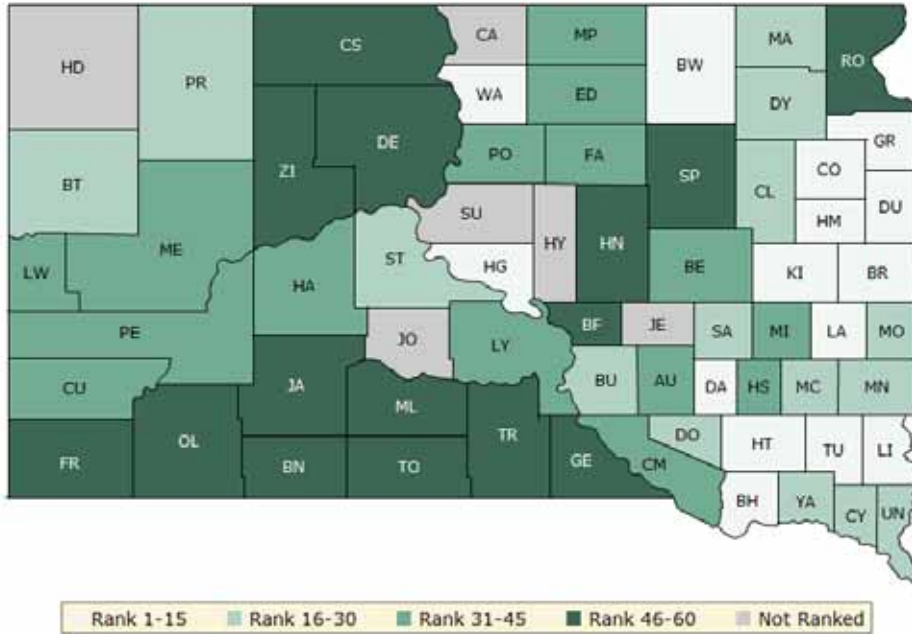 CS CA MP MA
HD PR BW RO
WA ED
DY
DE PO FA GR
ZI SP CO
BT CL
SU DU
HM
ME HY HN
LW ST HG BE KI BR
HA
PE BF JE SA MI LA MO
JO LY
CU BU AU DA HS MC MN
JA
ML
OL TR DO HT TU LI
FR BN TO GE CM
BH YA CY UN
Rank 1-15 Rank 16-30 Rank 31-45 Rank 46-60 Not Ranked